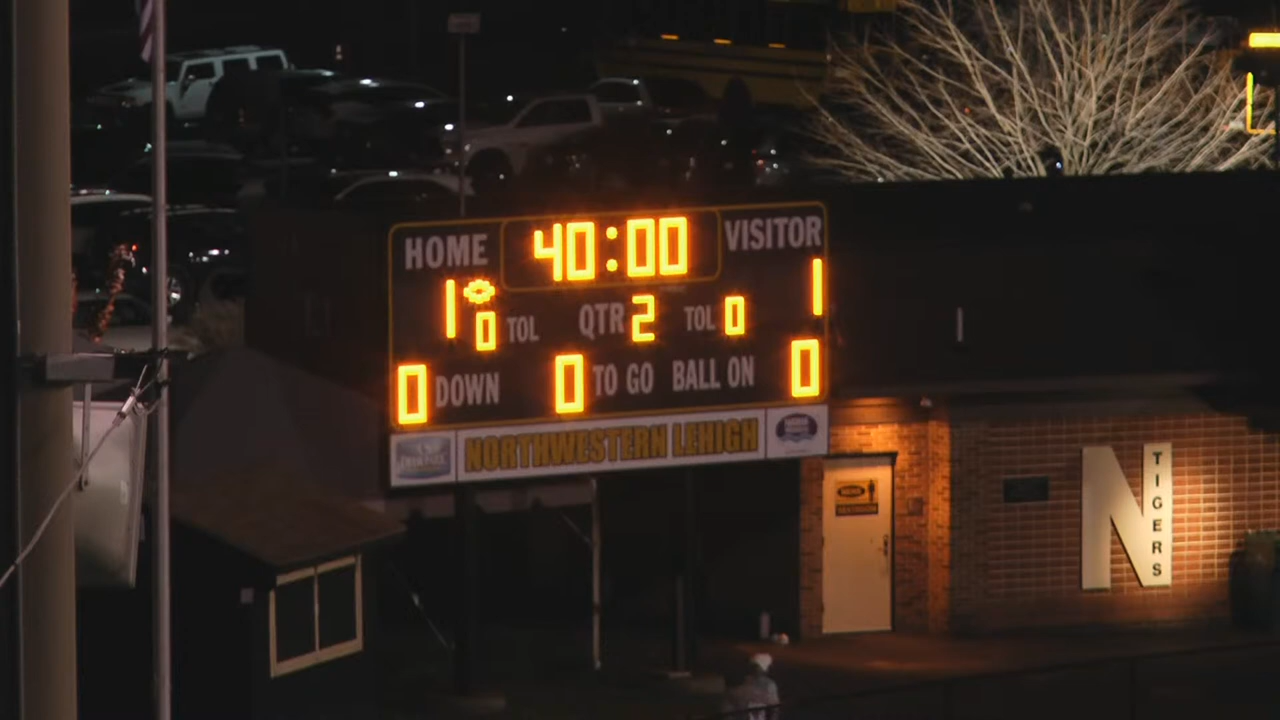 HOME 40:00 VISITOR
1 0 TOL QTR 2 TOL 0 1
0 DOWN 0 TO GO BALL ON 0
NORTHWESTERN LEHIGH
N TIGERS